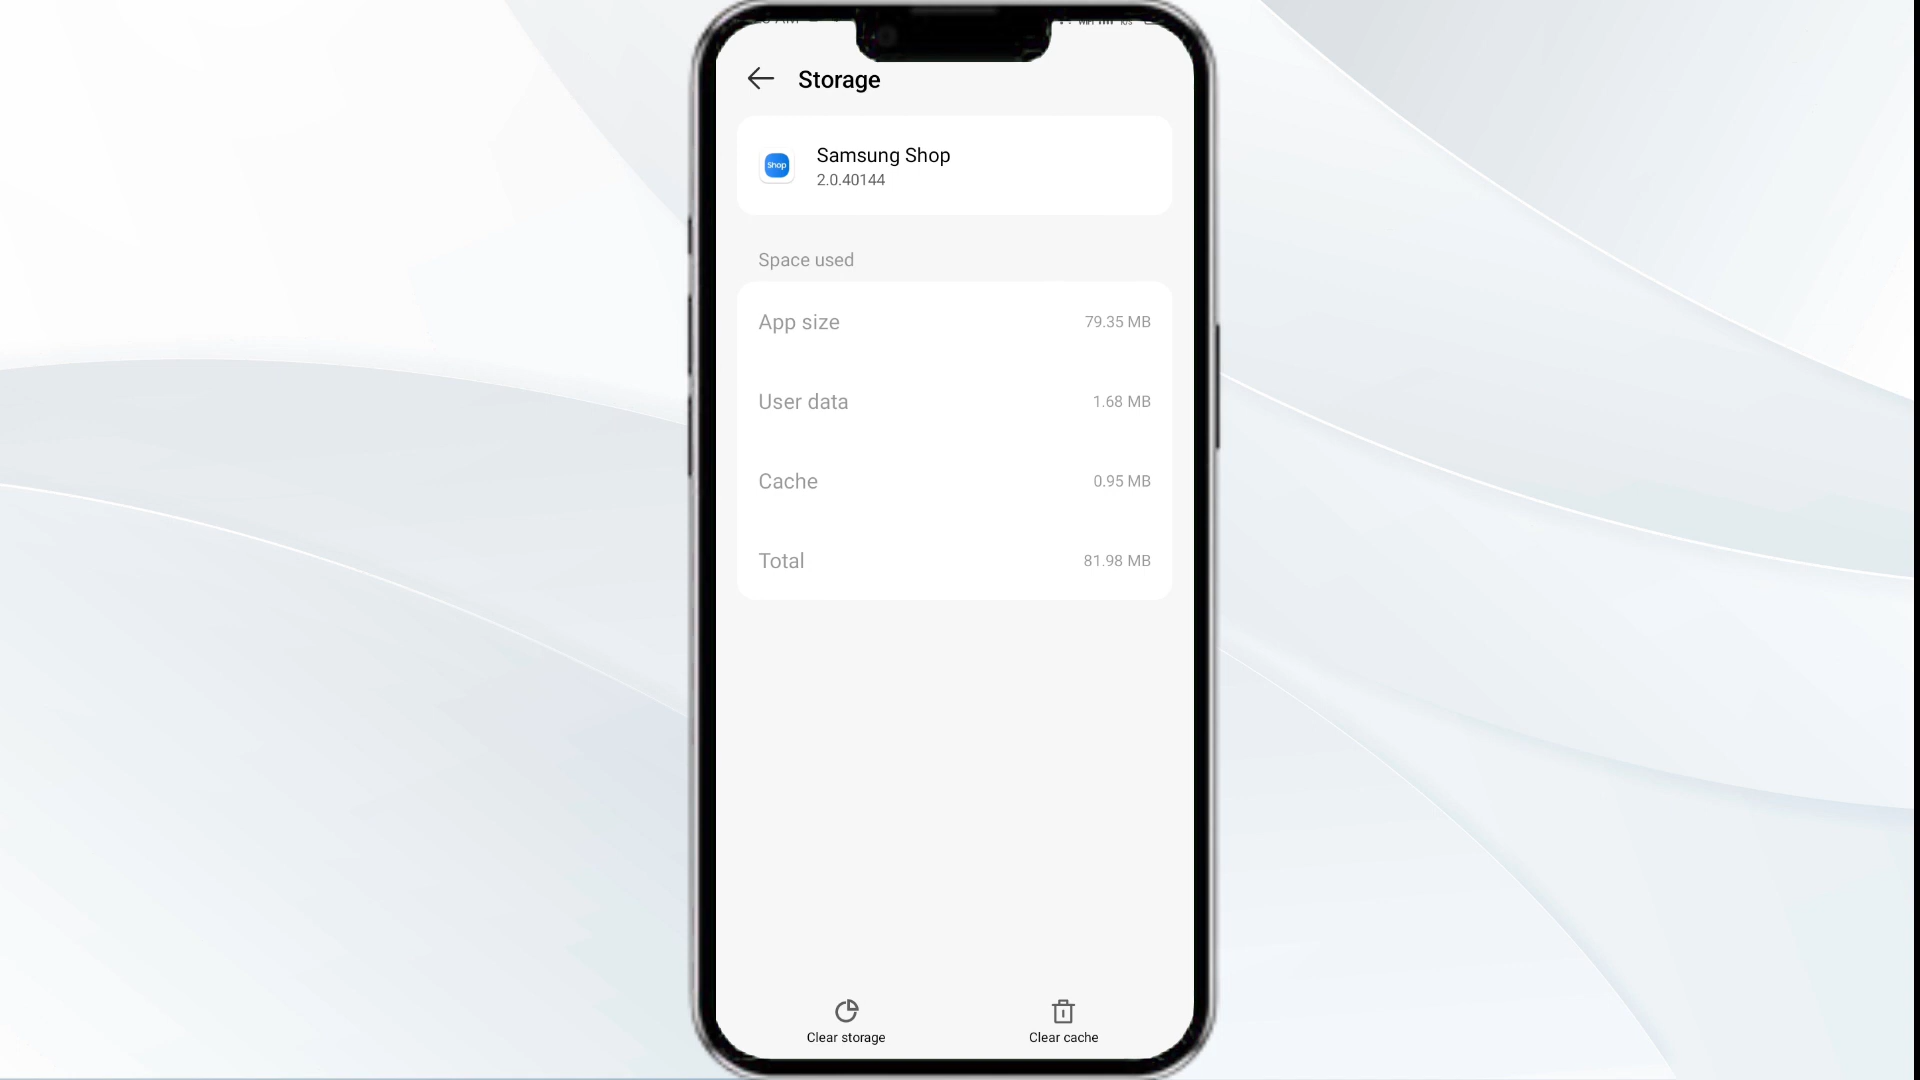 Storage
Shop
Samsung Shop
2.0.40144
Space used
App size 79.35 MB
User data 1.68 MB
Cache 0.95 MB
Total 81.98 MB
Clear storage
Clear cache